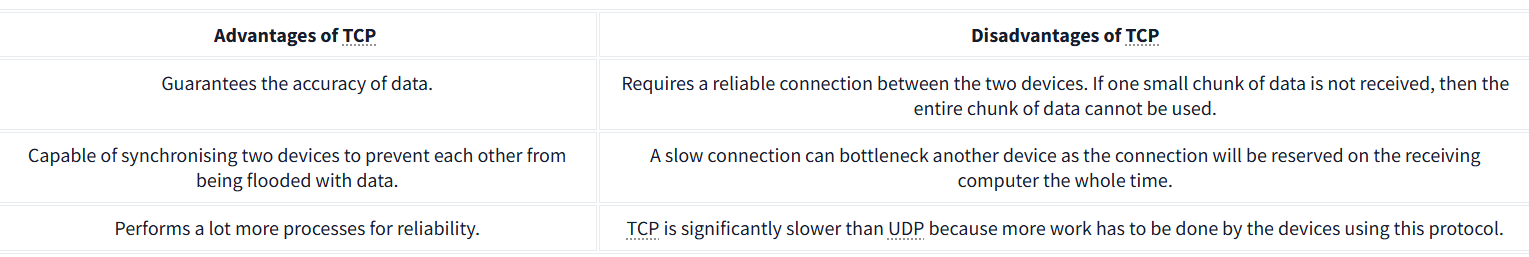 Advantages of TCP
Disadvantages of TCP
Guarantees the accuracy of data.
Requires a reliable connection between the two devices. If one small chunk of data is not received, then the
entire chunk of data cannot be used.
Capable of synchronising two devices to prevent each other from
being flooded with data.
A slow connection can bottleneck another device as the connection will be reserved on the receiving
computer the whole time.
Performs a lot more processes for reliability.
TCP is significantly slower than UDP because more work has to be done by the devices using this protocol.